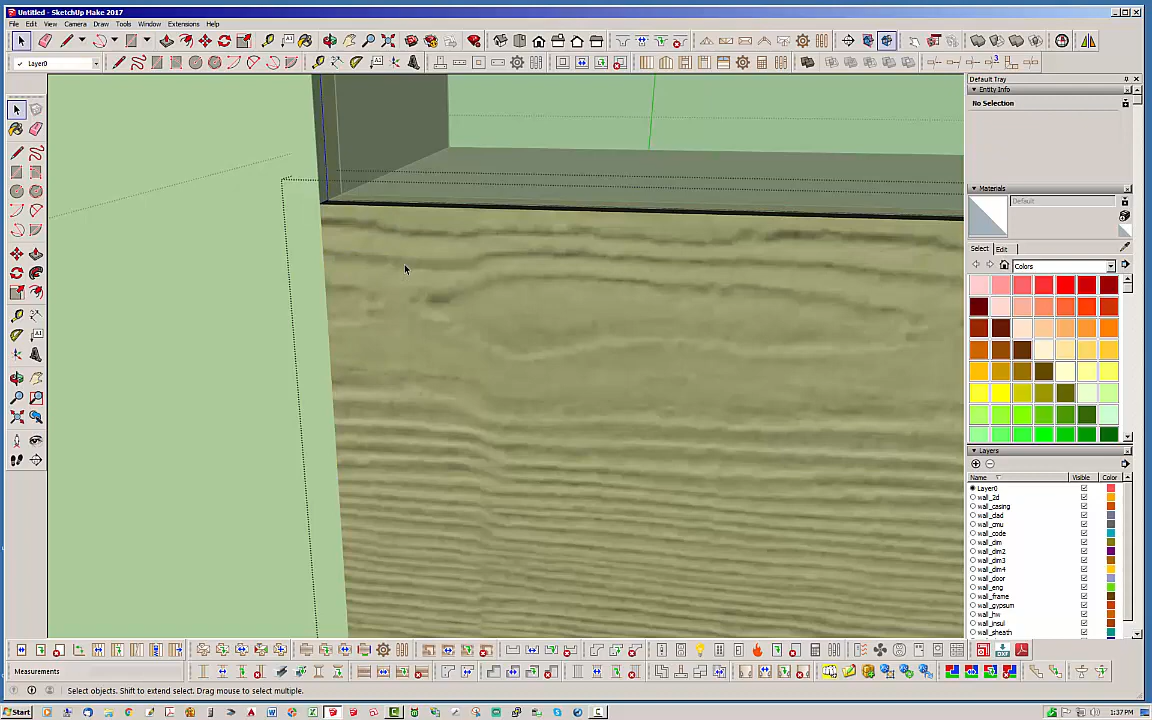 Untitled - SketchUp Make 2017
File Edit View Camera Draw Tools Window Extensions Help
Layer0
Default Tray
Entity Info
No Selection
Materials
Default
Select Edit
Colors
Layers
Name Visible Color
Layer0
wall_2d
wall_casing
wall_clad
wall_cmu
wall_code
wall_dim
wall_dim2
wall_dim3
wall_dim4
wall_door
wall_eng
wall_frame
wall_gypsum
wall_hw
wall_insul
wall_sheath
Measurements
Select objects. Shift to extend select. Drag mouse to select multiple.
Start
1:37 PM